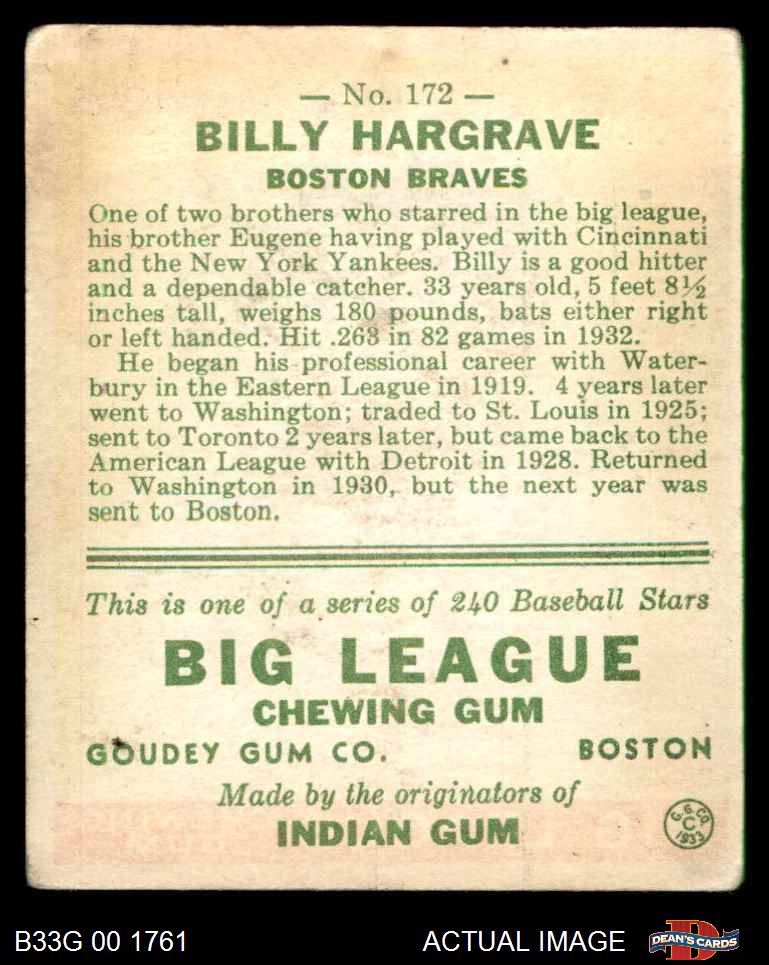 — No. 172 —
BILLY HARGRAVE
BOSTON BRAVES
One of two brothers who starred in the big league,
his brother Eugene having played with Cincinnati
and the New York Yankees. Billy is a good hitter
and a dependable catcher. 33 years old, 5 feet 8½
inches tall, weighs 180 pounds, bats either right
or left handed. Hit .263 in 82 games in 1932.
He began his professional career with Water-
bury in the Eastern League in 1919. 4 years later
went to Washington; traded to St. Louis in 1925;
sent to Toronto 2 years later, but came back to the
American League with Detroit in 1928. Returned
to Washington in 1930, but the next year was
sent to Boston.
This is one of a series of 240 Baseball Stars
BIG LEAGUE
CHEWING GUM
GOUDEY GUM CO. BOSTON
Made by the originators of
INDIAN GUM
G. G. CO.
C
1933
B33G 00 1761 ACTUAL IMAGE
D
DEAN'S CARDS